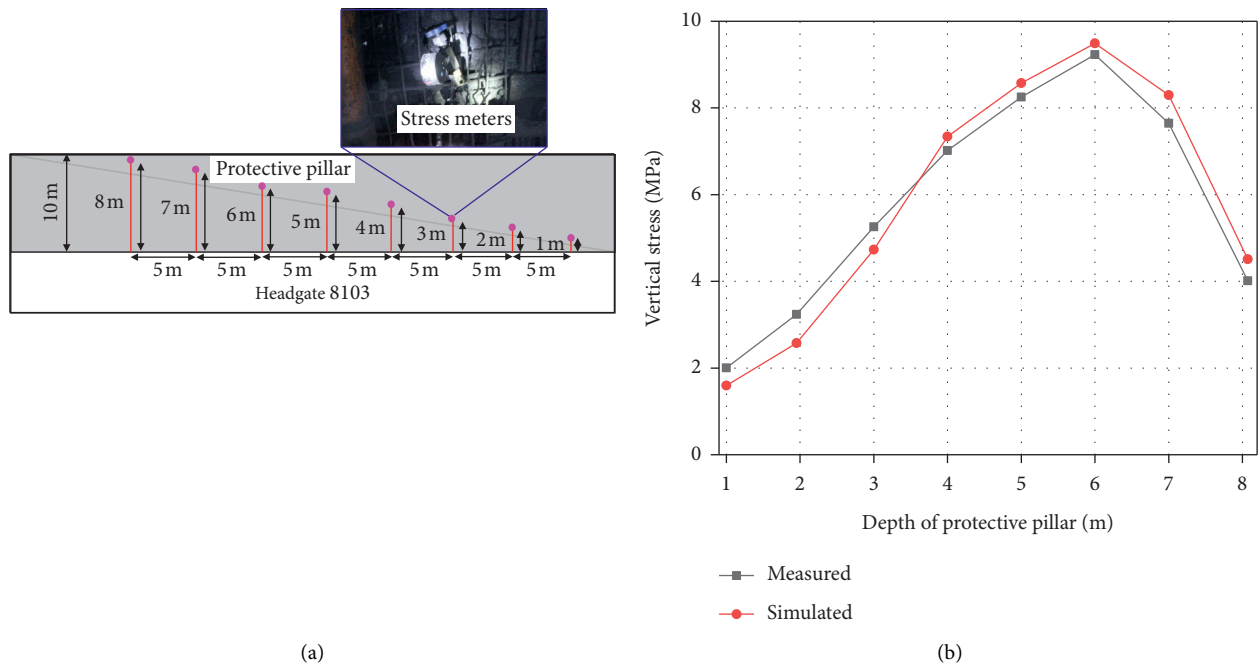 Stress meters
Protective pillar
10 m
8 m
7 m
6 m
5 m
4 m
3 m
2 m
1 m
5 m
5 m
5 m
5 m
5 m
5 m
5 m
Headgate 8103
(a)
10
8
6
4
2
0
Vertical stress (MPa)
1
2
3
4
5
6
7
8
Depth of protective pillar (m)
Measured
Simulated
(b)